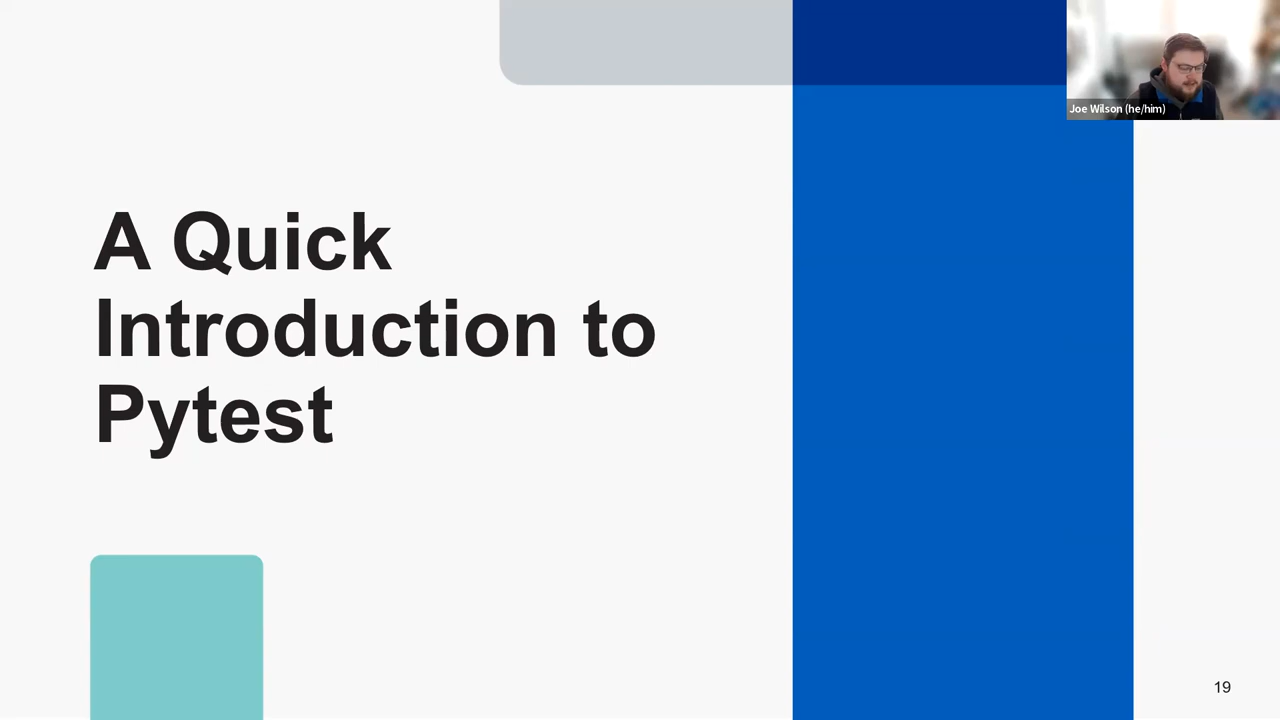 Joe Wilson (he/him)
A Quick
Introduction to
Pytest
19